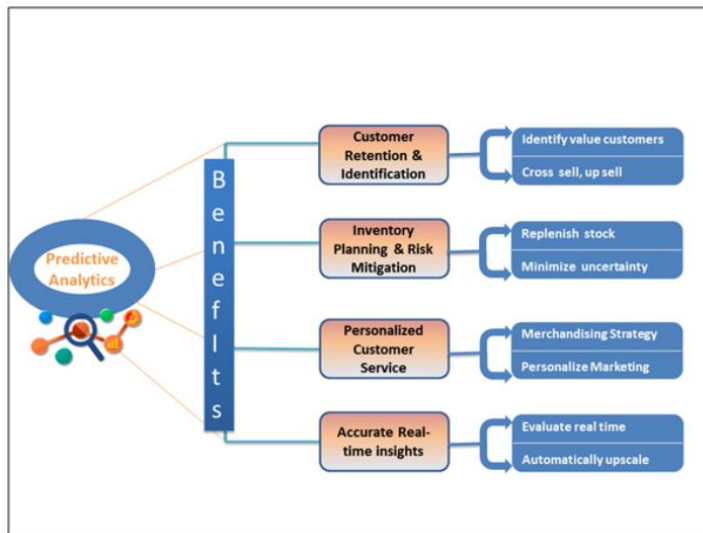 Predictive
Analytics
BenefIts
Customer
Retention & 
Identification
Identify value customers
Cross sell, up sell
Inventory
Planning & Risk
Mitigation
Replenish stock
Minimize uncertainty
Personalized
Customer
Service
Merchandising Strategy
Personalize Marketing
Accurate Real-
time insights
Evaluate real time
Automatically upscale